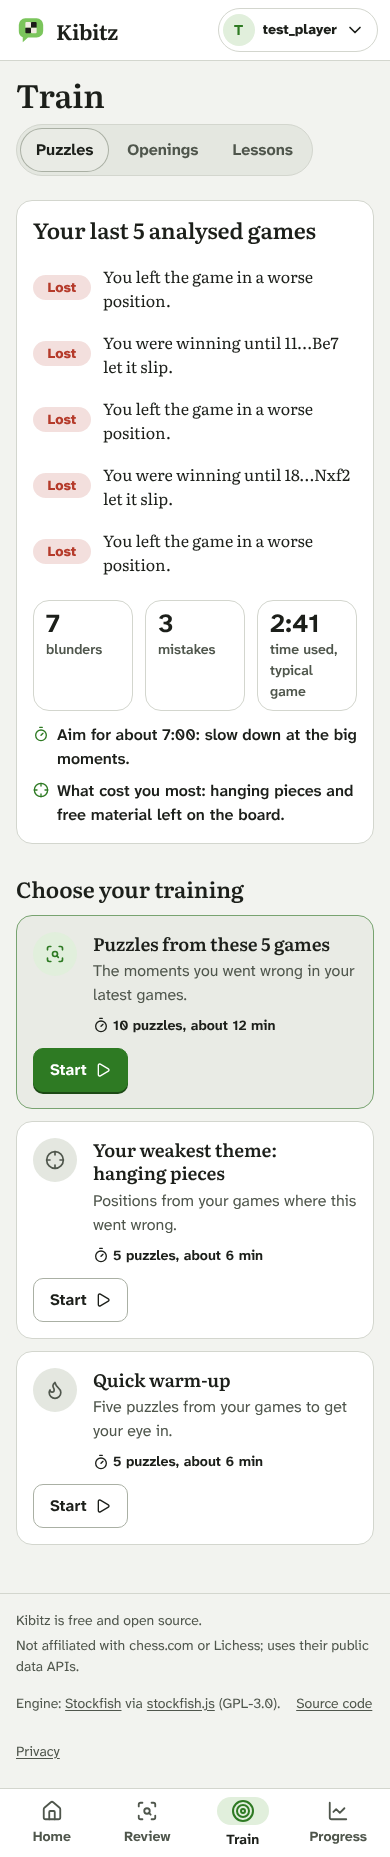 Kibitz
T test_player
Train
Puzzles Openings Lessons
Your last 5 analysed games
Lost You left the game in a worse
position.
Lost You were winning until 11...Be7
let it slip.
Lost You left the game in a worse
position.
Lost You were winning until 18...Nxf2
let it slip.
Lost You left the game in a worse
position.
7
blunders
3
mistakes
2:41
time used,
typical
game
Aim for about 7:00: slow down at the big
moments.
What cost you most: hanging pieces and
free material left on the board.
Choose your training
Puzzles from these 5 games
The moments you went wrong in your
latest games.
10 puzzles, about 12 min
Start
Your weakest theme:
hanging pieces
Positions from your games where this
went wrong.
5 puzzles, about 6 min
Start
Quick warm-up
Five puzzles from your games to get
your eye in.
5 puzzles, about 6 min
Start
Kibitz is free and open source.
Not affiliated with chess.com or Lichess; uses their public
data APIs.
Engine: Stockfish via stockfish.js (GPL-3.0). Source code
Privacy
Home Review Train Progress